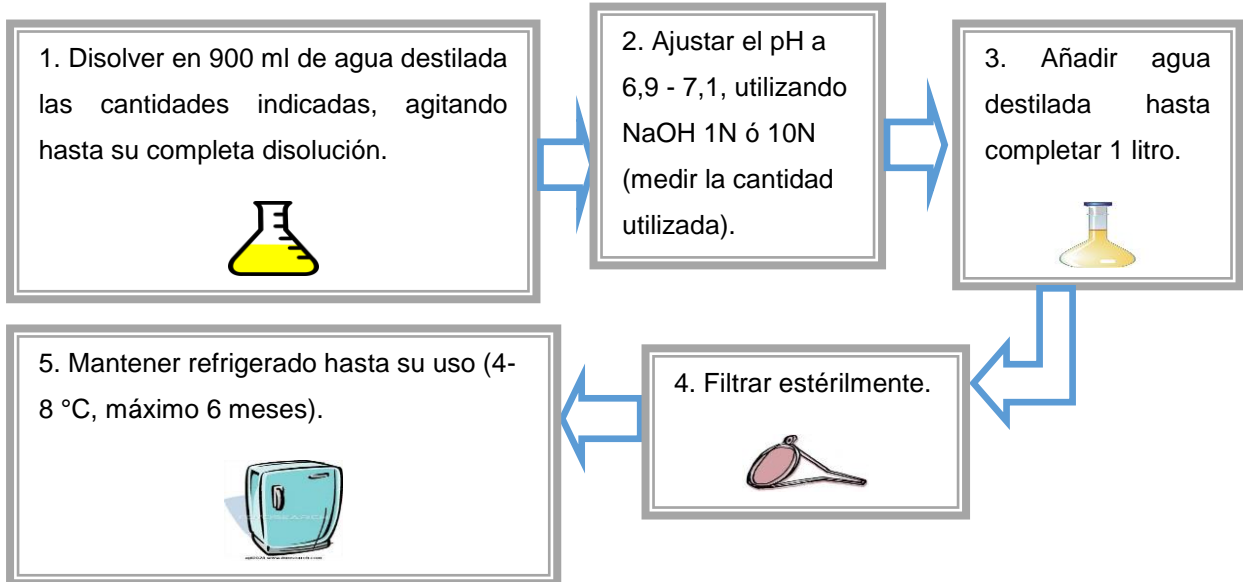 1. Disolver en 900 ml de agua destilada
las cantidades indicadas, agitando
hasta su completa disolución.
2. Ajustar el pH a
6,9 - 7,1, utilizando
NaOH 1N ó 10N
(medir la cantidad
utilizada).
3. Añadir agua
destilada hasta
completar 1 litro.
4. Filtrar estérilmente.
5. Mantener refrigerado hasta su uso (4-
8 °C, máximo 6 meses).